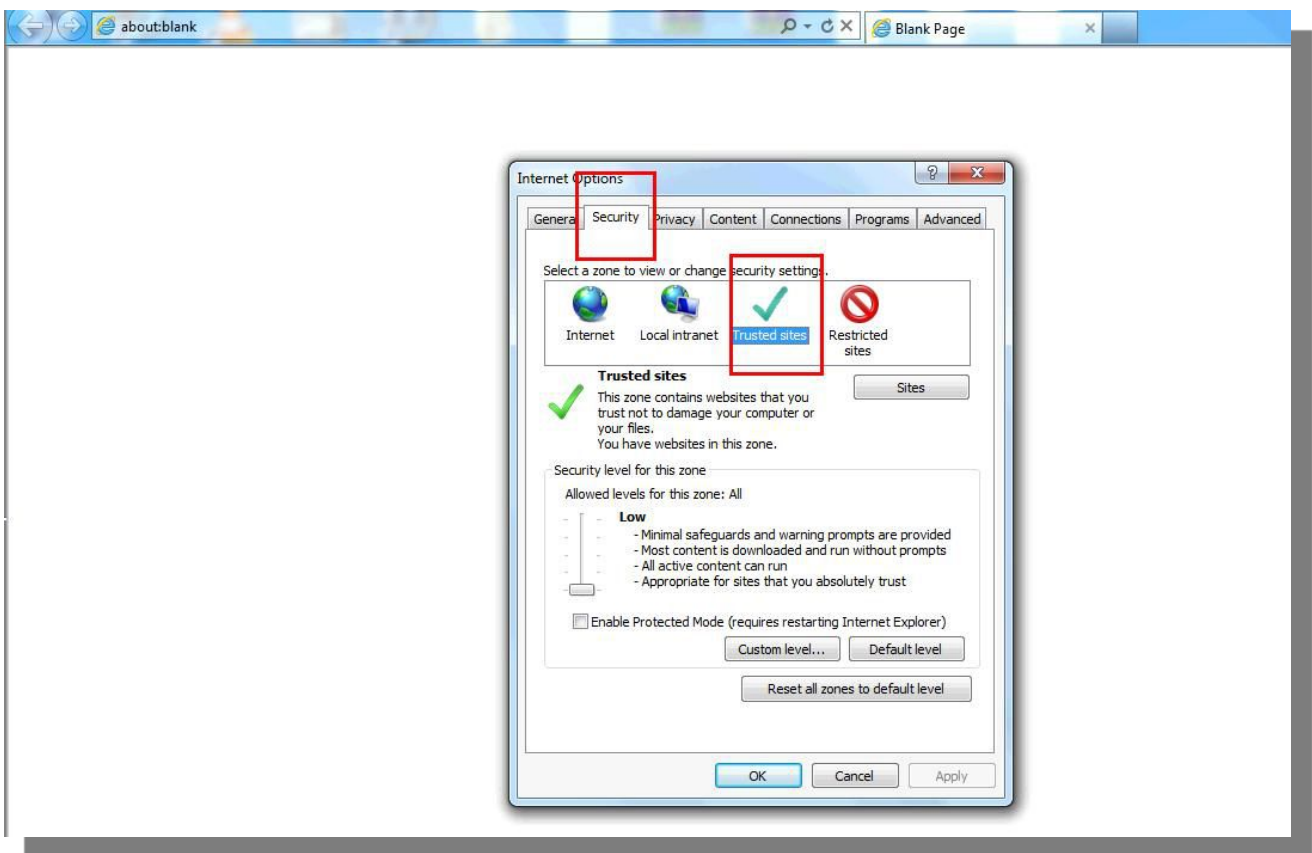 about:blank
Blank Page
Internet Options
General Security Privacy Content Connections Programs Advanced
Select a zone to view or change security settings.
Internet Local intranet Trusted sites Restricted
sites
Trusted sites
Sites
This zone contains websites that you
trust not to damage your computer or
your files.
You have websites in this zone.
Security level for this zone
Allowed levels for this zone: All
Low
- Minimal safeguards and warning prompts are provided
- Most content is downloaded and run without prompts
- All active content can run
- Appropriate for sites that you absolutely trust
Enable Protected Mode (requires restarting Internet Explorer)
Custom level... Default level
Reset all zones to default level
OK Cancel Apply